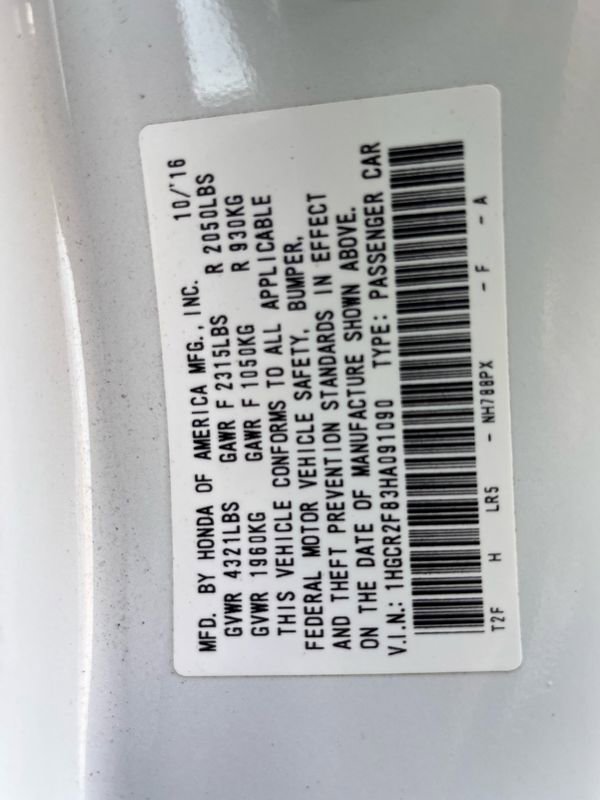 MFD. BY HONDA OF AMERICA MFG., INC. 10/'16
GVWR 4321LBS GAWR F 2315LBS R 2050LBS
GVWR 1960KG GAWR F 1050KG R 930KG
THIS VEHICLE CONFORMS TO ALL APPLICABLE
FEDERAL MOTOR VEHICLE SAFETY, BUMPER,
AND THEFT PREVENTION STANDARDS IN EFFECT
ON THE DATE OF MANUFACTURE SHOWN ABOVE.
V.I.N.: 1HGCR2F83HA091090 TYPE: PASSENGER CAR
T2F H LR5 - NH788PX - F - A